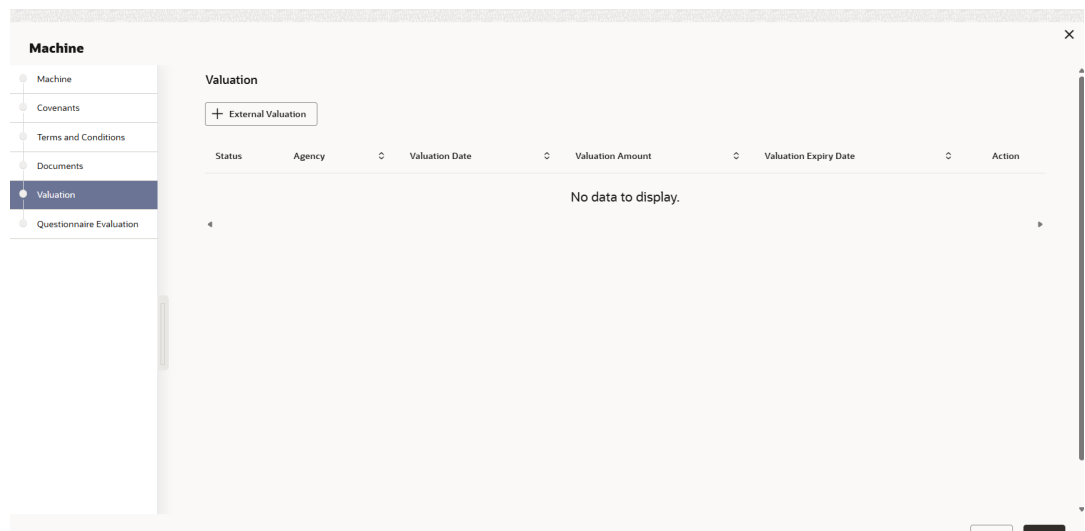 Machine
Machine
Covenants
Terms and Conditions
Documents
Valuation
Questionnaire Evaluation
Valuation
+ External Valuation
Status Agency Valuation Date Valuation Amount Valuation Expiry Date Action
No data to display.